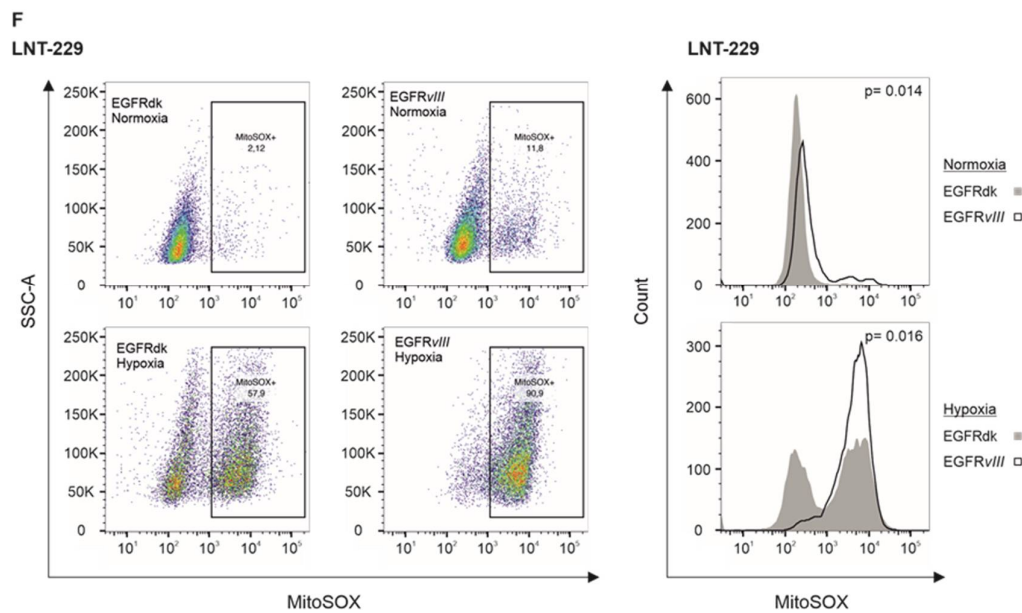 F
LNT-229
LNT-229
SSC-A
250K
200K
150K
100K
50K
0
EGFRdk
Normoxia
MitoSOX+
2,12
10¹ 10² 10³ 10⁴ 10⁵
250K
200K
150K
100K
50K
0
EGFRvIII
Normoxia
MitoSOX+
11,8
10¹ 10² 10³ 10⁴ 10⁵
250K
200K
150K
100K
50K
0
EGFRdk
Hypoxia
MitoSOX+
57,9
10¹ 10² 10³ 10⁴ 10⁵
250K
200K
150K
100K
50K
0
EGFRvIII
Hypoxia
MitoSOX+
90,9
10¹ 10² 10³ 10⁴ 10⁵
MitoSOX
Count
600
400
200
0
p= 0.014
10¹ 10² 10³ 10⁴ 10⁵
Normoxia
EGFRdk
EGFRvIII
300
200
100
0
p= 0.016
10¹ 10² 10³ 10⁴ 10⁵
Hypoxia
EGFRdk
EGFRvIII
MitoSOX